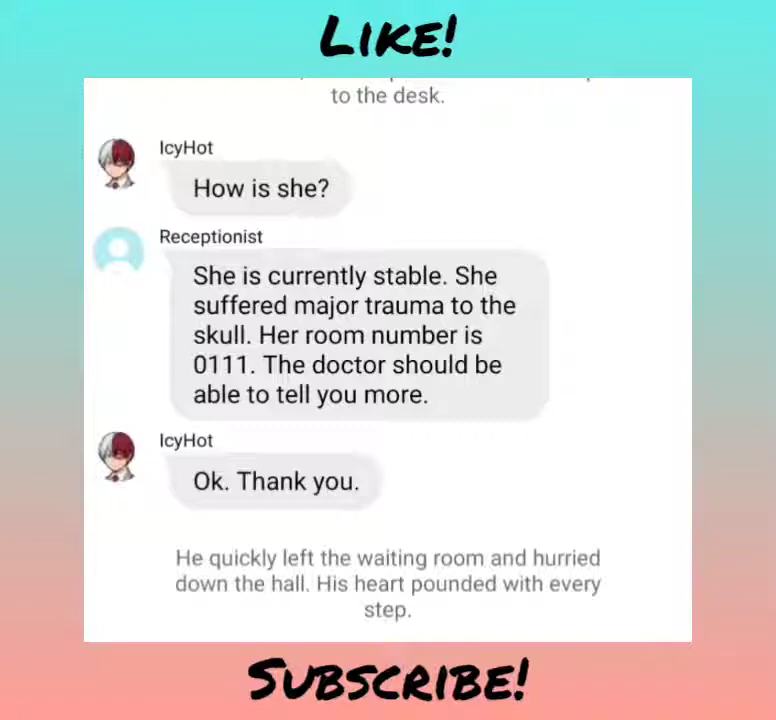 LIKE!
to the desk.
IcyHot
How is she?
Receptionist
She is currently stable. She
suffered major trauma to the
skull. Her room number is
0111. The doctor should be
able to tell you more.
IcyHot
Ok. Thank you.
He quickly left the waiting room and hurried
down the hall. His heart pounded with every
step.
SUBSCRIBE!